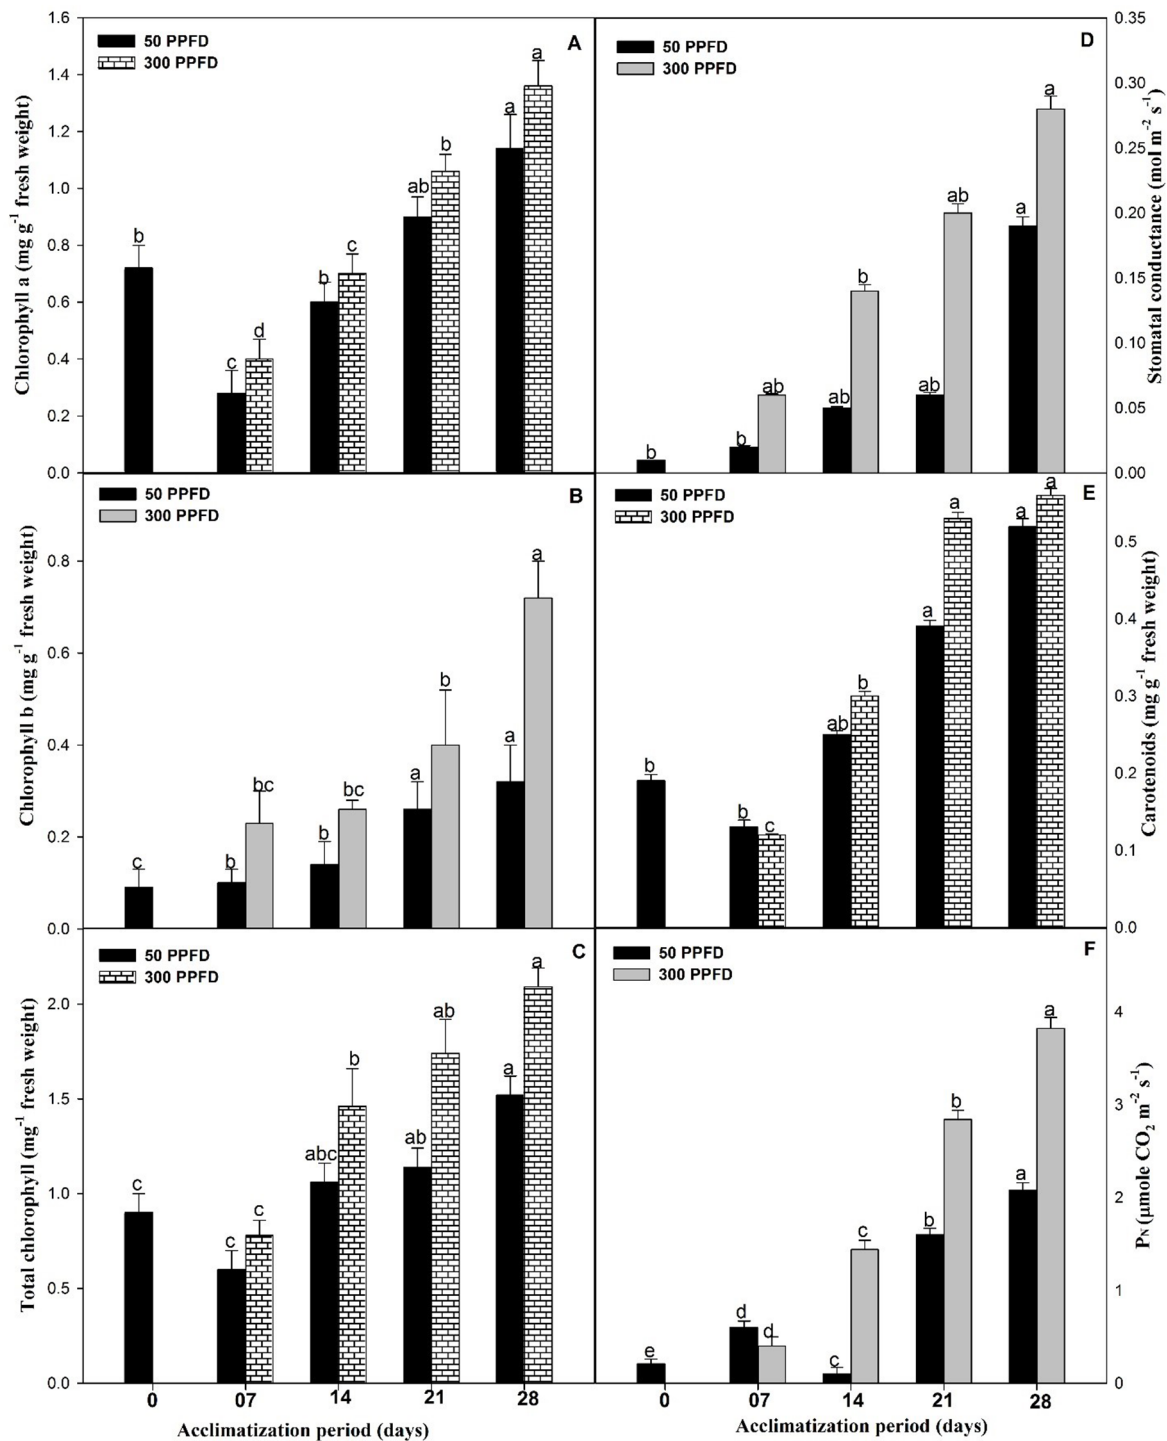 A
50 PPFD
300 PPFD
Chlorophyll a (mg g⁻¹ fresh weight)
1.6
1.4
1.2
1.0
0.8
0.6
0.4
0.2
0.0
b
c
d
b
c
ab
b
a
a
D
50 PPFD
300 PPFD
Stomatal conductance (mol m⁻² s⁻¹)
0.35
0.30
0.25
0.20
0.15
0.10
0.05
0.00
b
b
ab
ab
b
ab
ab
a
a
B
50 PPFD
300 PPFD
Chlorophyll b (mg g⁻¹ fresh weight)
0.8
0.6
0.4
0.2
0.0
c
b
bc
b
bc
a
b
a
a
E
50 PPFD
300 PPFD
Carotenoids (mg g⁻¹ fresh weight)
0.5
0.4
0.3
0.2
0.1
0.0
b
b
c
ab
b
a
a
a
a
C
50 PPFD
300 PPFD
Total chlorophyll (mg⁻¹ fresh weight)
2.0
1.5
1.0
0.5
0.0
c
c
c
abc
b
ab
ab
a
a
0 07 14 21 28
Acclimatization period (days)
F
50 PPFD
300 PPFD
P_N (µmole CO₂ m⁻² s⁻¹)
4
3
2
1
0
e
d
d
c
c
b
b
a
a
0 07 14 21 28
Acclimatization period (days)